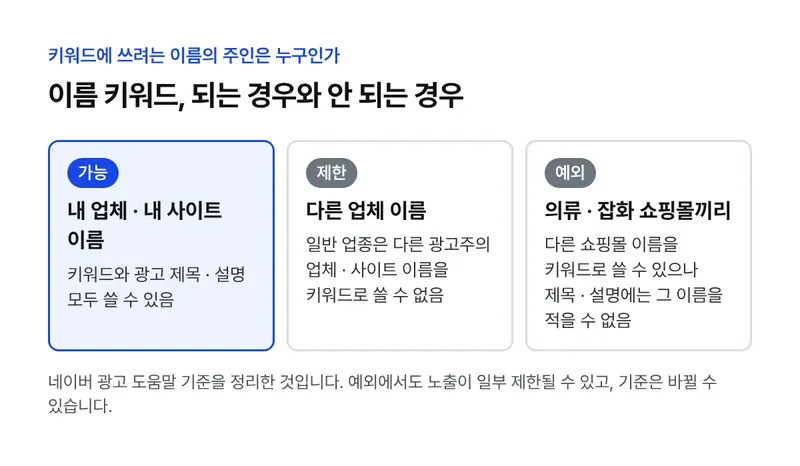 키워드에 쓰려는 이름의 주인은 누구인가
이름 키워드, 되는 경우와 안 되는 경우
가능
내 업체 · 내 사이트
이름
키워드와 광고 제목 · 설명
모두 쓸 수 있음
제한
다른 업체 이름
일반 업종은 다른 광고주의
업체 · 사이트 이름을
키워드로 쓸 수 없음
예외
의류 · 잡화 쇼핑몰끼리
다른 쇼핑몰 이름을
키워드로 쓸 수 있으나
제목 · 설명에는 그 이름을
적을 수 없음
네이버 광고 도움말 기준을 정리한 것입니다. 예외에서도 노출이 일부 제한될 수 있고, 기준은 바뀔 수
있습니다.